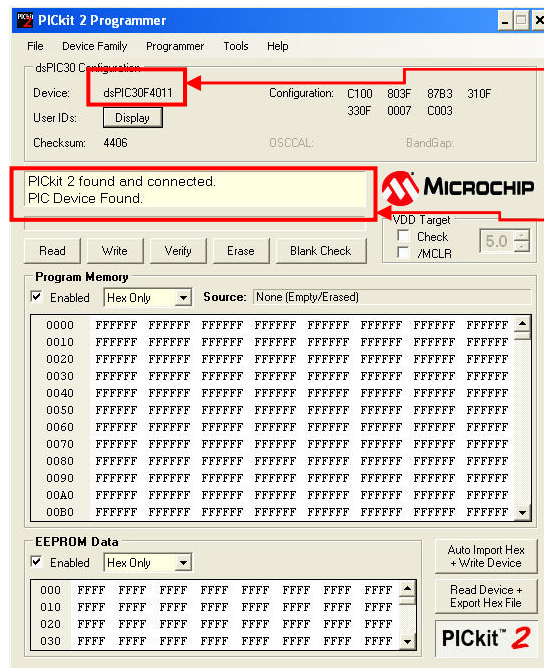 PICkit 2 Programmer
File Device Family Programmer Tools Help
dsPIC30 Configuration
Device: dsPIC30F4011 Configuration: C100 803F 87B3 310F
330F 0007 C003
User IDs: Display
Checksum: 4406 OSCCAL: BandGap:
PICkit 2 found and connected.
PIC Device Found.
MICROCHIP
VDD Target
Check
/MCLR
5.0
Read Write Verify Erase Blank Check
Program Memory
Enabled Hex Only Source: None (Empty/Erased)
0000 FFFFFF FFFFFF FFFFFF FFFFFF FFFFFF FFFFFF FFFFFF FFFFFF
0010 FFFFFF FFFFFF FFFFFF FFFFFF FFFFFF FFFFFF FFFFFF FFFFFF
0020 FFFFFF FFFFFF FFFFFF FFFFFF FFFFFF FFFFFF FFFFFF FFFFFF
0030 FFFFFF FFFFFF FFFFFF FFFFFF FFFFFF FFFFFF FFFFFF FFFFFF
0040 FFFFFF FFFFFF FFFFFF FFFFFF FFFFFF FFFFFF FFFFFF FFFFFF
0050 FFFFFF FFFFFF FFFFFF FFFFFF FFFFFF FFFFFF FFFFFF FFFFFF
0060 FFFFFF FFFFFF FFFFFF FFFFFF FFFFFF FFFFFF FFFFFF FFFFFF
0070 FFFFFF FFFFFF FFFFFF FFFFFF FFFFFF FFFFFF FFFFFF FFFFFF
0080 FFFFFF FFFFFF FFFFFF FFFFFF FFFFFF FFFFFF FFFFFF FFFFFF
0090 FFFFFF FFFFFF FFFFFF FFFFFF FFFFFF FFFFFF FFFFFF FFFFFF
00A0 FFFFFF FFFFFF FFFFFF FFFFFF FFFFFF FFFFFF FFFFFF FFFFFF
00B0 FFFFFF FFFFFF FFFFFF FFFFFF FFFFFF FFFFFF FFFFFF FFFFFF
EEPROM Data
Enabled Hex Only
000 FFFF FFFF FFFF FFFF FFFF FFFF FFFF FFFF
010 FFFF FFFF FFFF FFFF FFFF FFFF FFFF FFFF
020 FFFF FFFF FFFF FFFF FFFF FFFF FFFF FFFF
030 FFFF FFFF FFFF FFFF FFFF FFFF FFFF FFFF
Auto Import Hex
+ Write Device
Read Device +
Export Hex File
PICkit™ 2